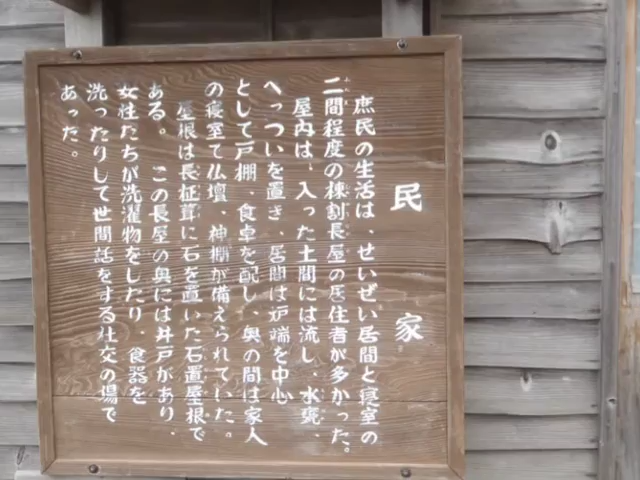 民家
庶民の生活は、せいぜい居間と寝室の
二間程度の棟割長屋の居住者が多かった。
屋内は、入った土間には流し、水甕、
へっついを置き、居間は炉端を中心
として戸棚、食卓を配し、奥の間は家人
の寝室で仏壇、神棚が備えられていた。
屋根は長柾葺に石を置いた石置屋根で
ある。この長屋の奥には井戸があり、
女性たちが洗濯物をしたり、食器を
洗ったりして世間話をする社交の場で
あった。